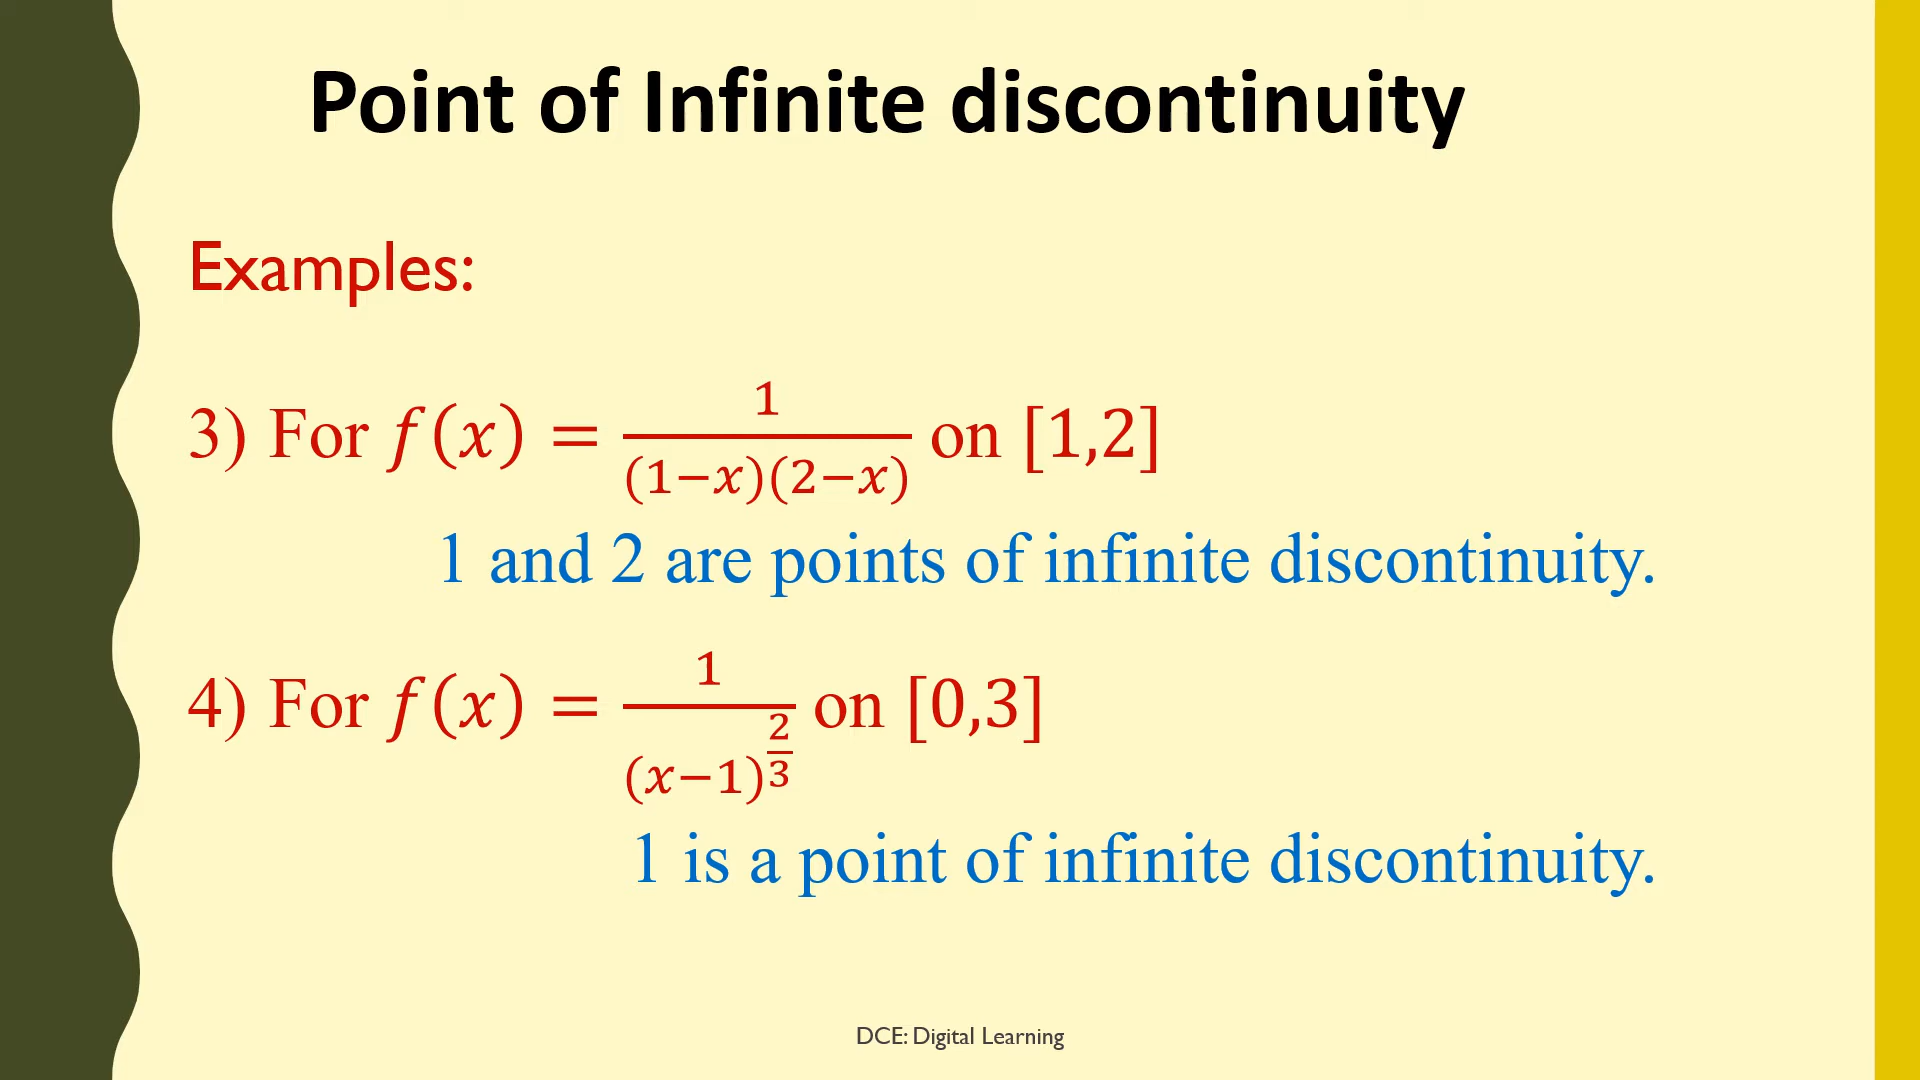 Point of Infinite discontinuity
Examples:
3) For f(x) = 1/((1−x)(2−x)) on [1,2]
1 and 2 are points of infinite discontinuity.
4) For f(x) = 1/(x−1)^(2/3) on [0,3]
1 is a point of infinite discontinuity.
DCE: Digital Learning